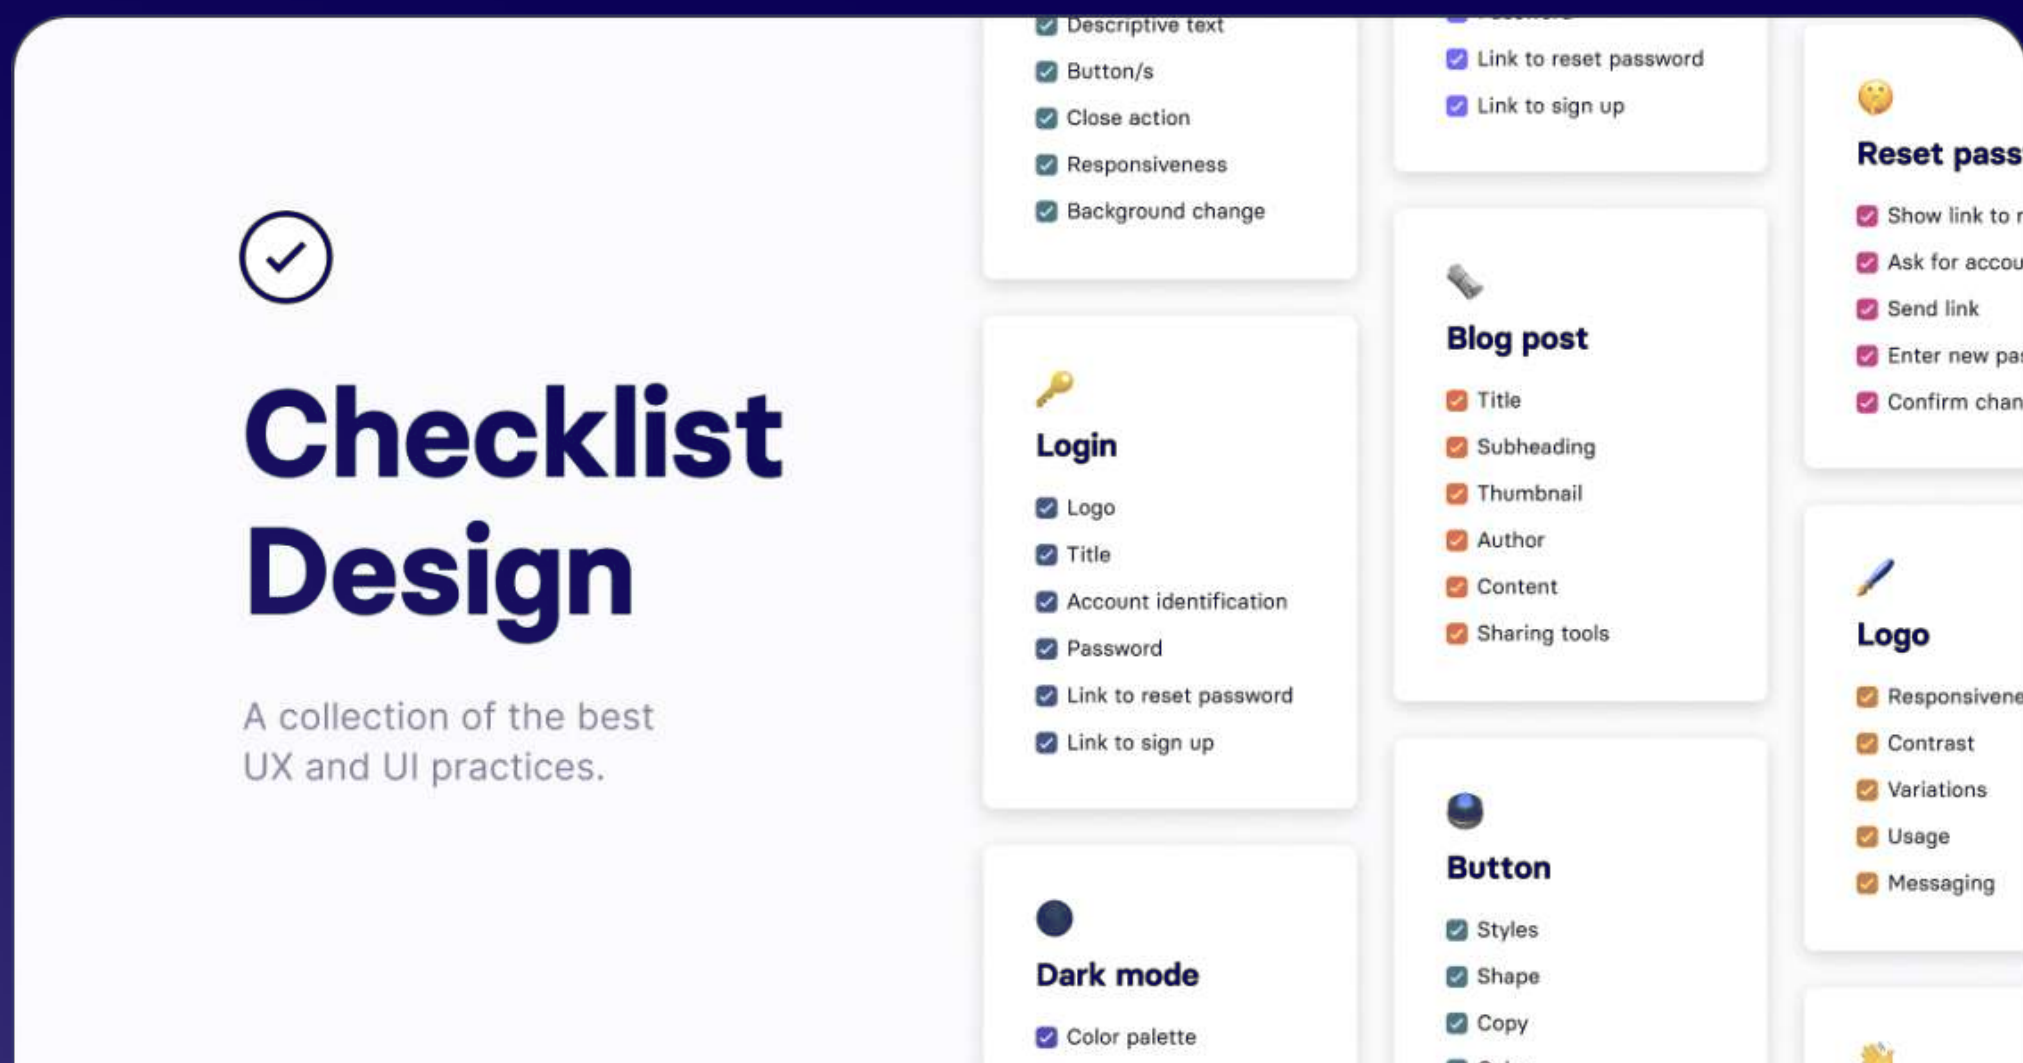 Checklist
Design
A collection of the best
UX and UI practices.
Descriptive text
Button/s
Close action
Responsiveness
Background change
Login
Logo
Title
Account identification
Password
Link to reset password
Link to sign up
Dark mode
Color palette
Link to reset password
Link to sign up
Blog post
Title
Subheading
Thumbnail
Author
Content
Sharing tools
Button
Styles
Shape
Copy
Reset pass
Show link to r
Ask for accou
Send link
Enter new pas
Confirm chan
Logo
Responsivene
Contrast
Variations
Usage
Messaging